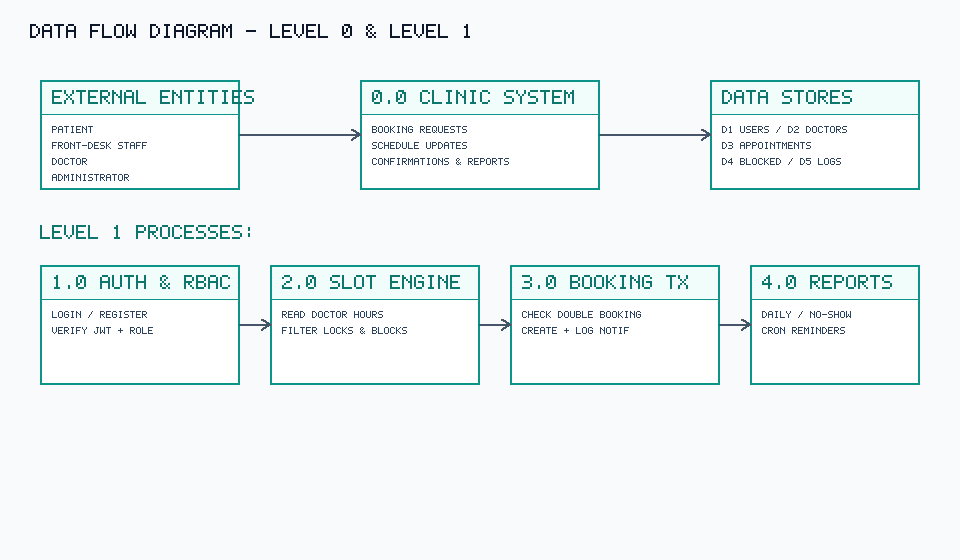 DATA FLOW DIAGRAM - LEVEL 0 & LEVEL 1
EXTERNAL ENTITIES
PATIENT
FRONT-DESK STAFF
DOCTOR
ADMINISTRATOR
0.0 CLINIC SYSTEM
BOOKING REQUESTS
SCHEDULE UPDATES
CONFIRMATIONS & REPORTS
DATA STORES
D1 USERS / D2 DOCTORS
D3 APPOINTMENTS
D4 BLOCKED / D5 LOGS
LEVEL 1 PROCESSES:
1.0 AUTH & RBAC
LOGIN / REGISTER
VERIFY JWT + ROLE
2.0 SLOT ENGINE
READ DOCTOR HOURS
FILTER LOCKS & BLOCKS
3.0 BOOKING TX
CHECK DOUBLE BOOKING
CREATE + LOG NOTIF
4.0 REPORTS
DAILY / NO-SHOW
CRON REMINDERS